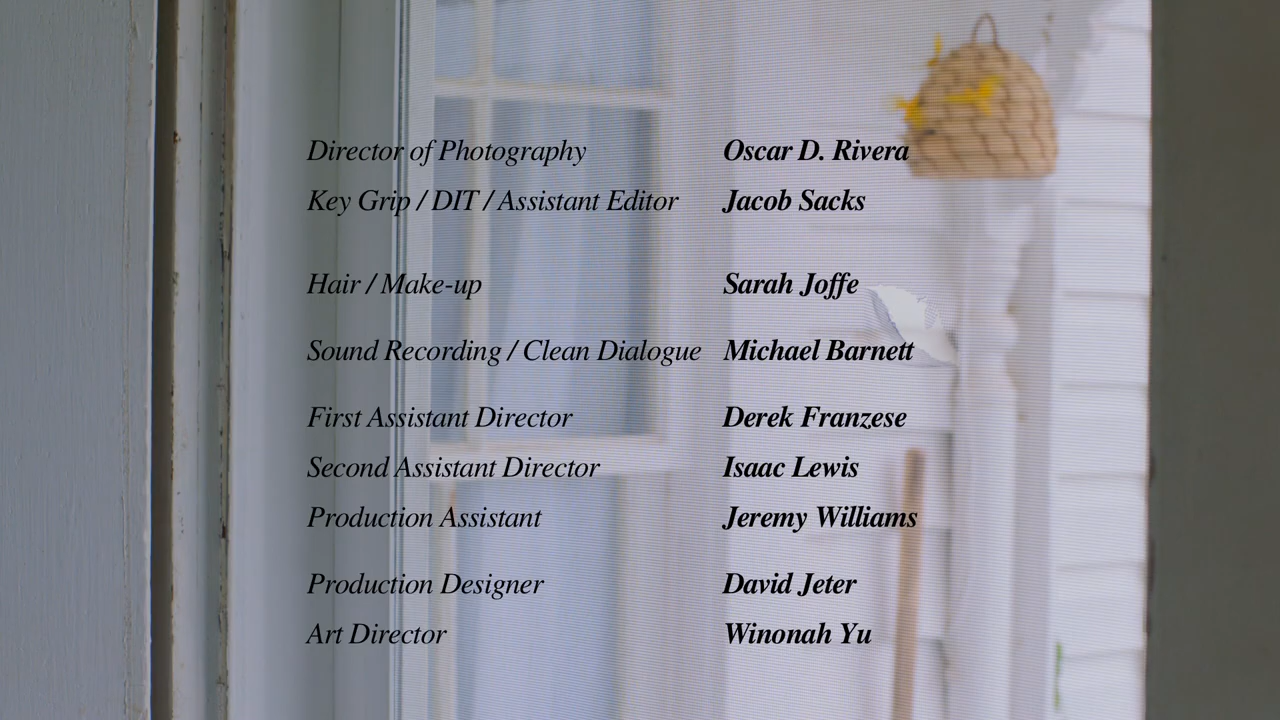 Director of Photography Oscar D. Rivera
Key Grip / DIT / Assistant Editor Jacob Sacks
Hair / Make-up Sarah Joffe
Sound Recording / Clean Dialogue Michael Barnett
First Assistant Director Derek Franzese
Second Assistant Director Isaac Lewis
Production Assistant Jeremy Williams
Production Designer David Jeter
Art Director Winonah Yu